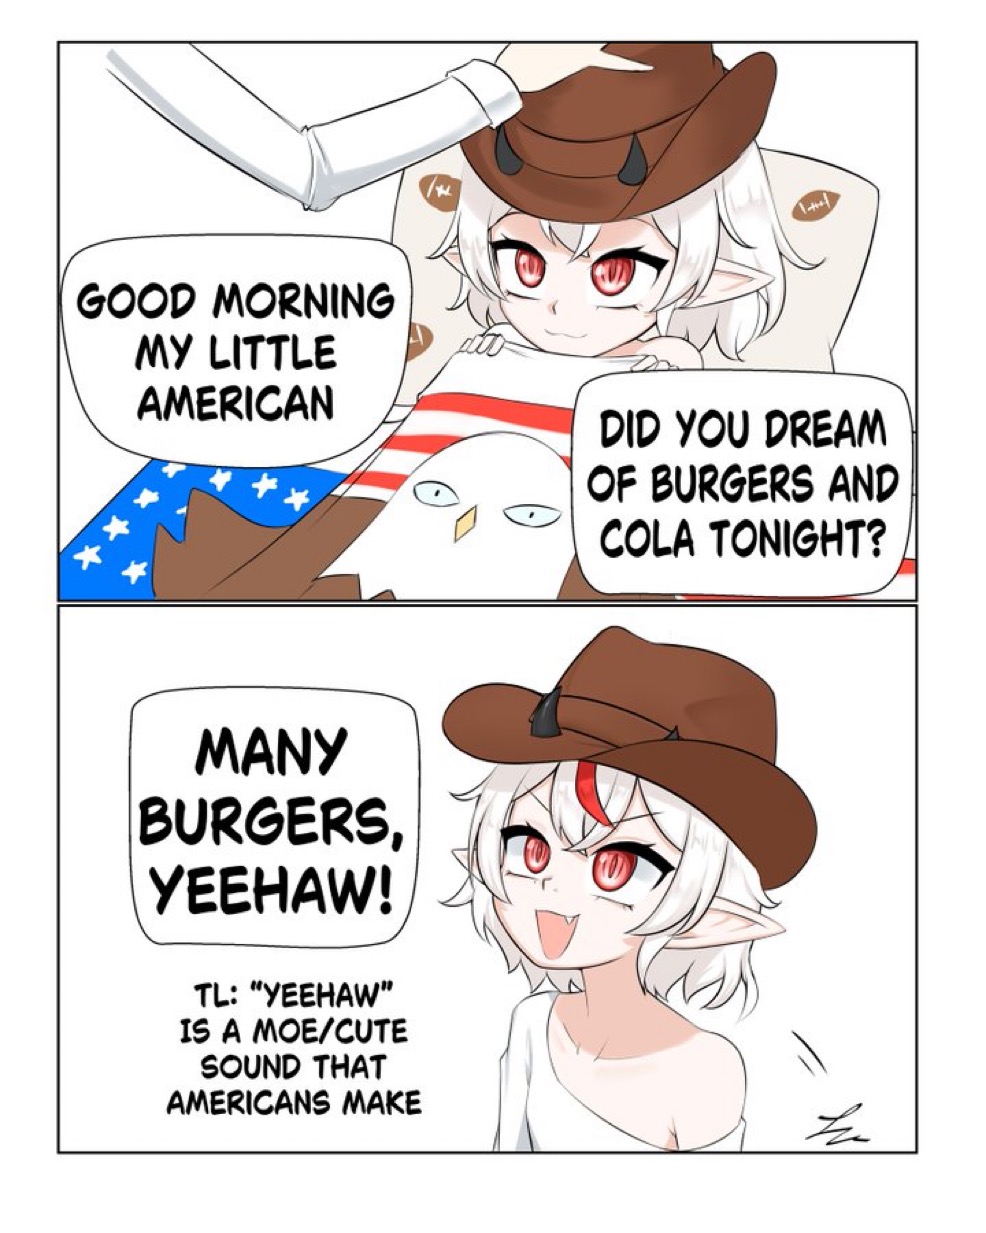 GOOD MORNING
MY LITTLE
AMERICAN
DID YOU DREAM
OF BURGERS AND
COLA TONIGHT?
MANY
BURGERS,
YEEHAW!
TL: "YEEHAW"
IS A MOE/CUTE
SOUND THAT
AMERICANS MAKE